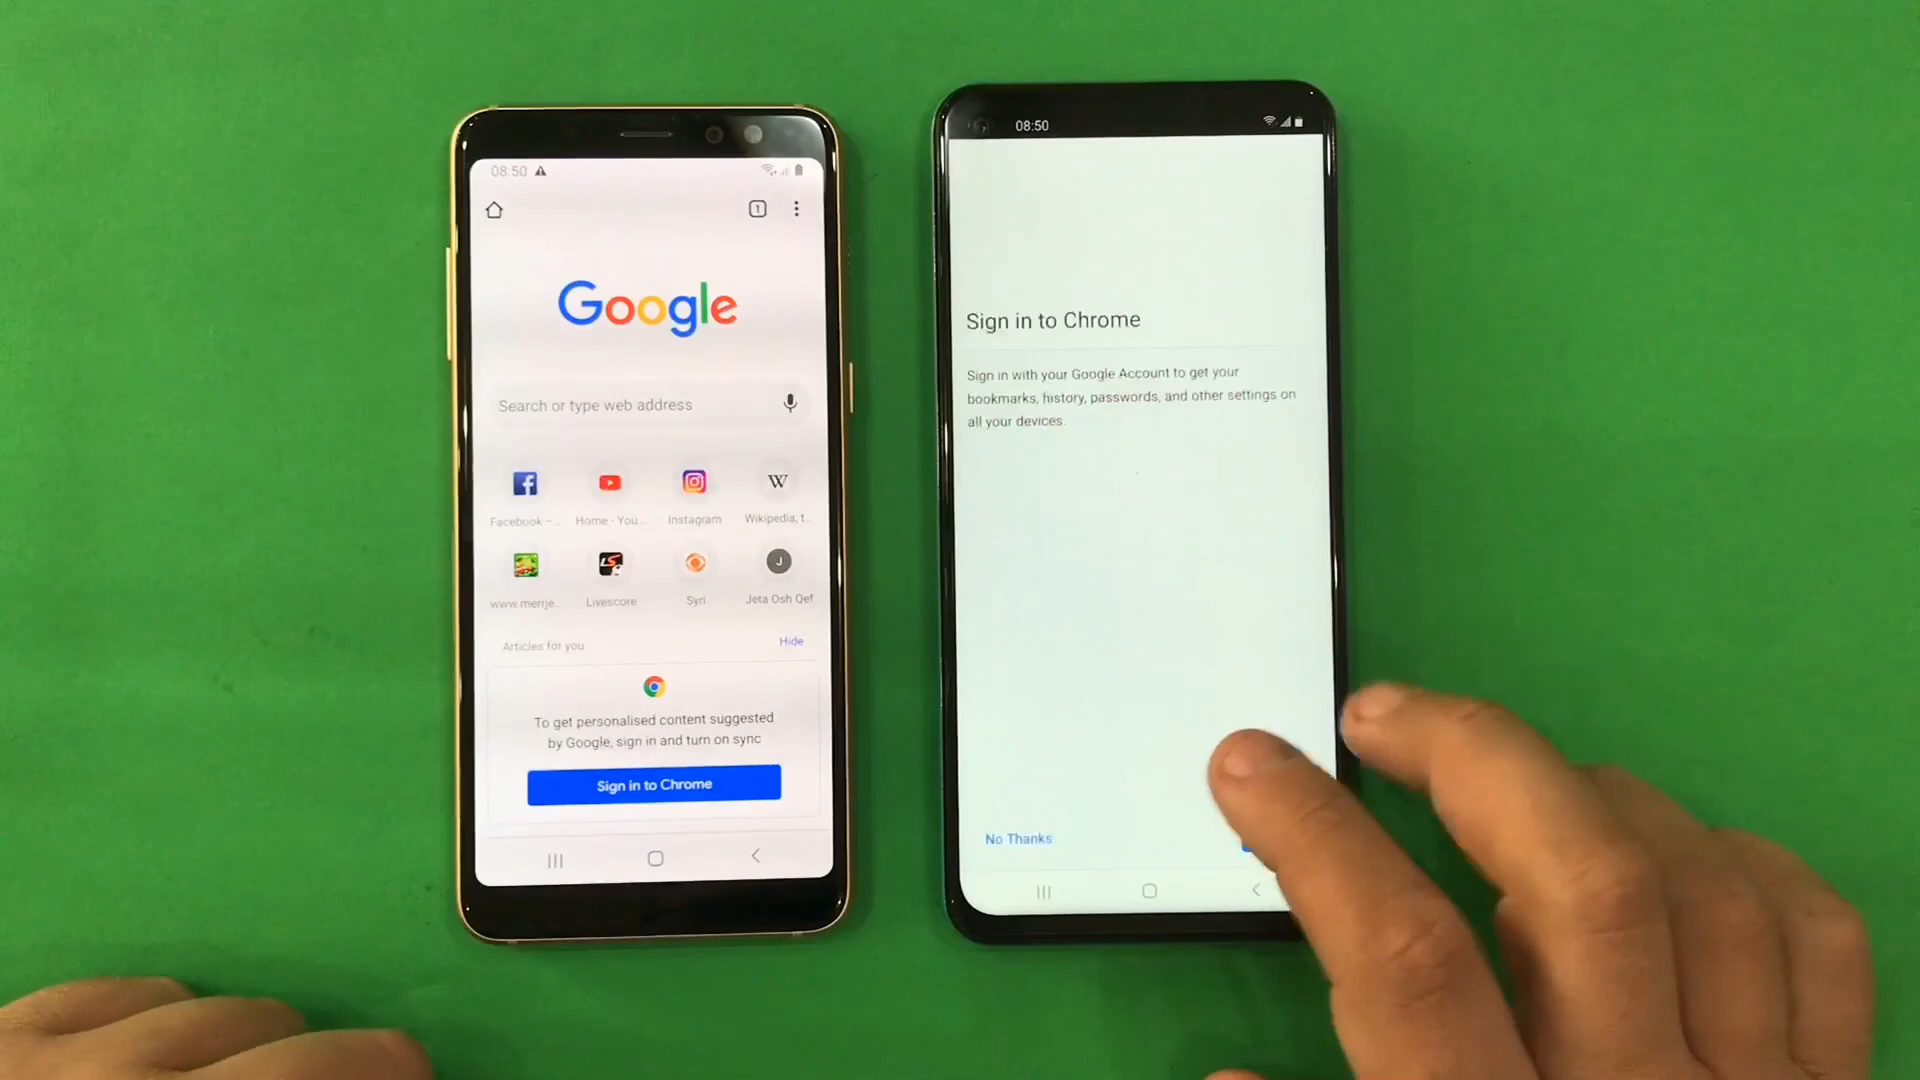 08:50
1
Google
Search or type web address
Facebook – ...
Home - You...
Instagram
Wikipedia, t...
www.merrje...
Livescore
Syri
Jeta Osh Qef
J
W
LS
Articles for you
Hide
To get personalised content suggested
by Google, sign in and turn on sync
Sign in to Chrome
08:50
Sign in to Chrome
Sign in with your Google Account to get your
bookmarks, history, passwords, and other settings on
all your devices.
No Thanks